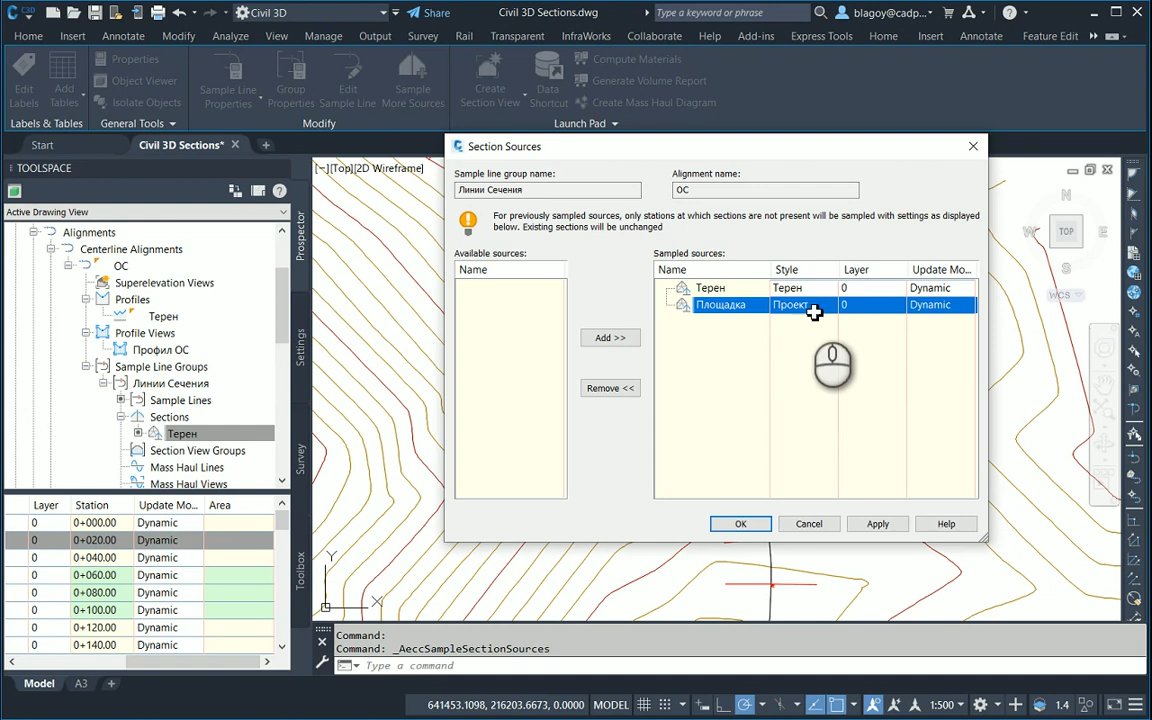 C3D Civil 3D Share Civil 3D Sections.dwg Type a keyword or phrase blagoy@cadp...
Home Insert Annotate Modify Analyze View Manage Output Survey Rail Transparent InfraWorks Collaborate Help Add-ins Express Tools Home Insert Annotate Feature Edit
Edit Labels Add Tables Properties Object Viewer Isolate Objects Sample Line Properties Group Properties Edit Sample Line Sample More Sources Create Section View Data Shortcut Compute Materials Generate Volume Report Create Mass Haul Diagram
Labels & Tables General Tools Modify Launch Pad
Start Civil 3D Sections*
TOOLSPACE
[−][Top][2D Wireframe]
Active Drawing View
Alignments
Centerline Alignments
ОС
Superelevation Views
Profiles
Терен
Profile Views
Профил ОС
Sample Line Groups
Линии Сечения
Sample Lines
Sections
Терен
Section View Groups
Mass Haul Lines
Mass Haul Views
Prospector
Settings
Survey
Toolbox
Layer Station Update Mo... Area
0 0+000.00 Dynamic
0 0+020.00 Dynamic
0 0+040.00 Dynamic
0 0+060.00 Dynamic
0 0+080.00 Dynamic
0 0+100.00 Dynamic
0 0+120.00 Dynamic
0 0+140.00 Dynamic
Section Sources
Sample line group name: Alignment name:
Линии Сечения ОС
For previously sampled sources, only stations at which sections are not present will be sampled with settings as displayed
below. Existing sections will be unchanged
Available sources: Sampled sources:
Name Name Style Layer Update Mo...
Терен Терен 0 Dynamic
Площадка Проект 0 Dynamic
Add >>
Remove <<
OK Cancel Apply Help
N
W TOP
S
WCS
Y
X
Command:
Command: _AeccSampleSectionSources
Type a command
Model A3
641453.1098, 216203.6673, 0.0000 MODEL 1:500 1.4